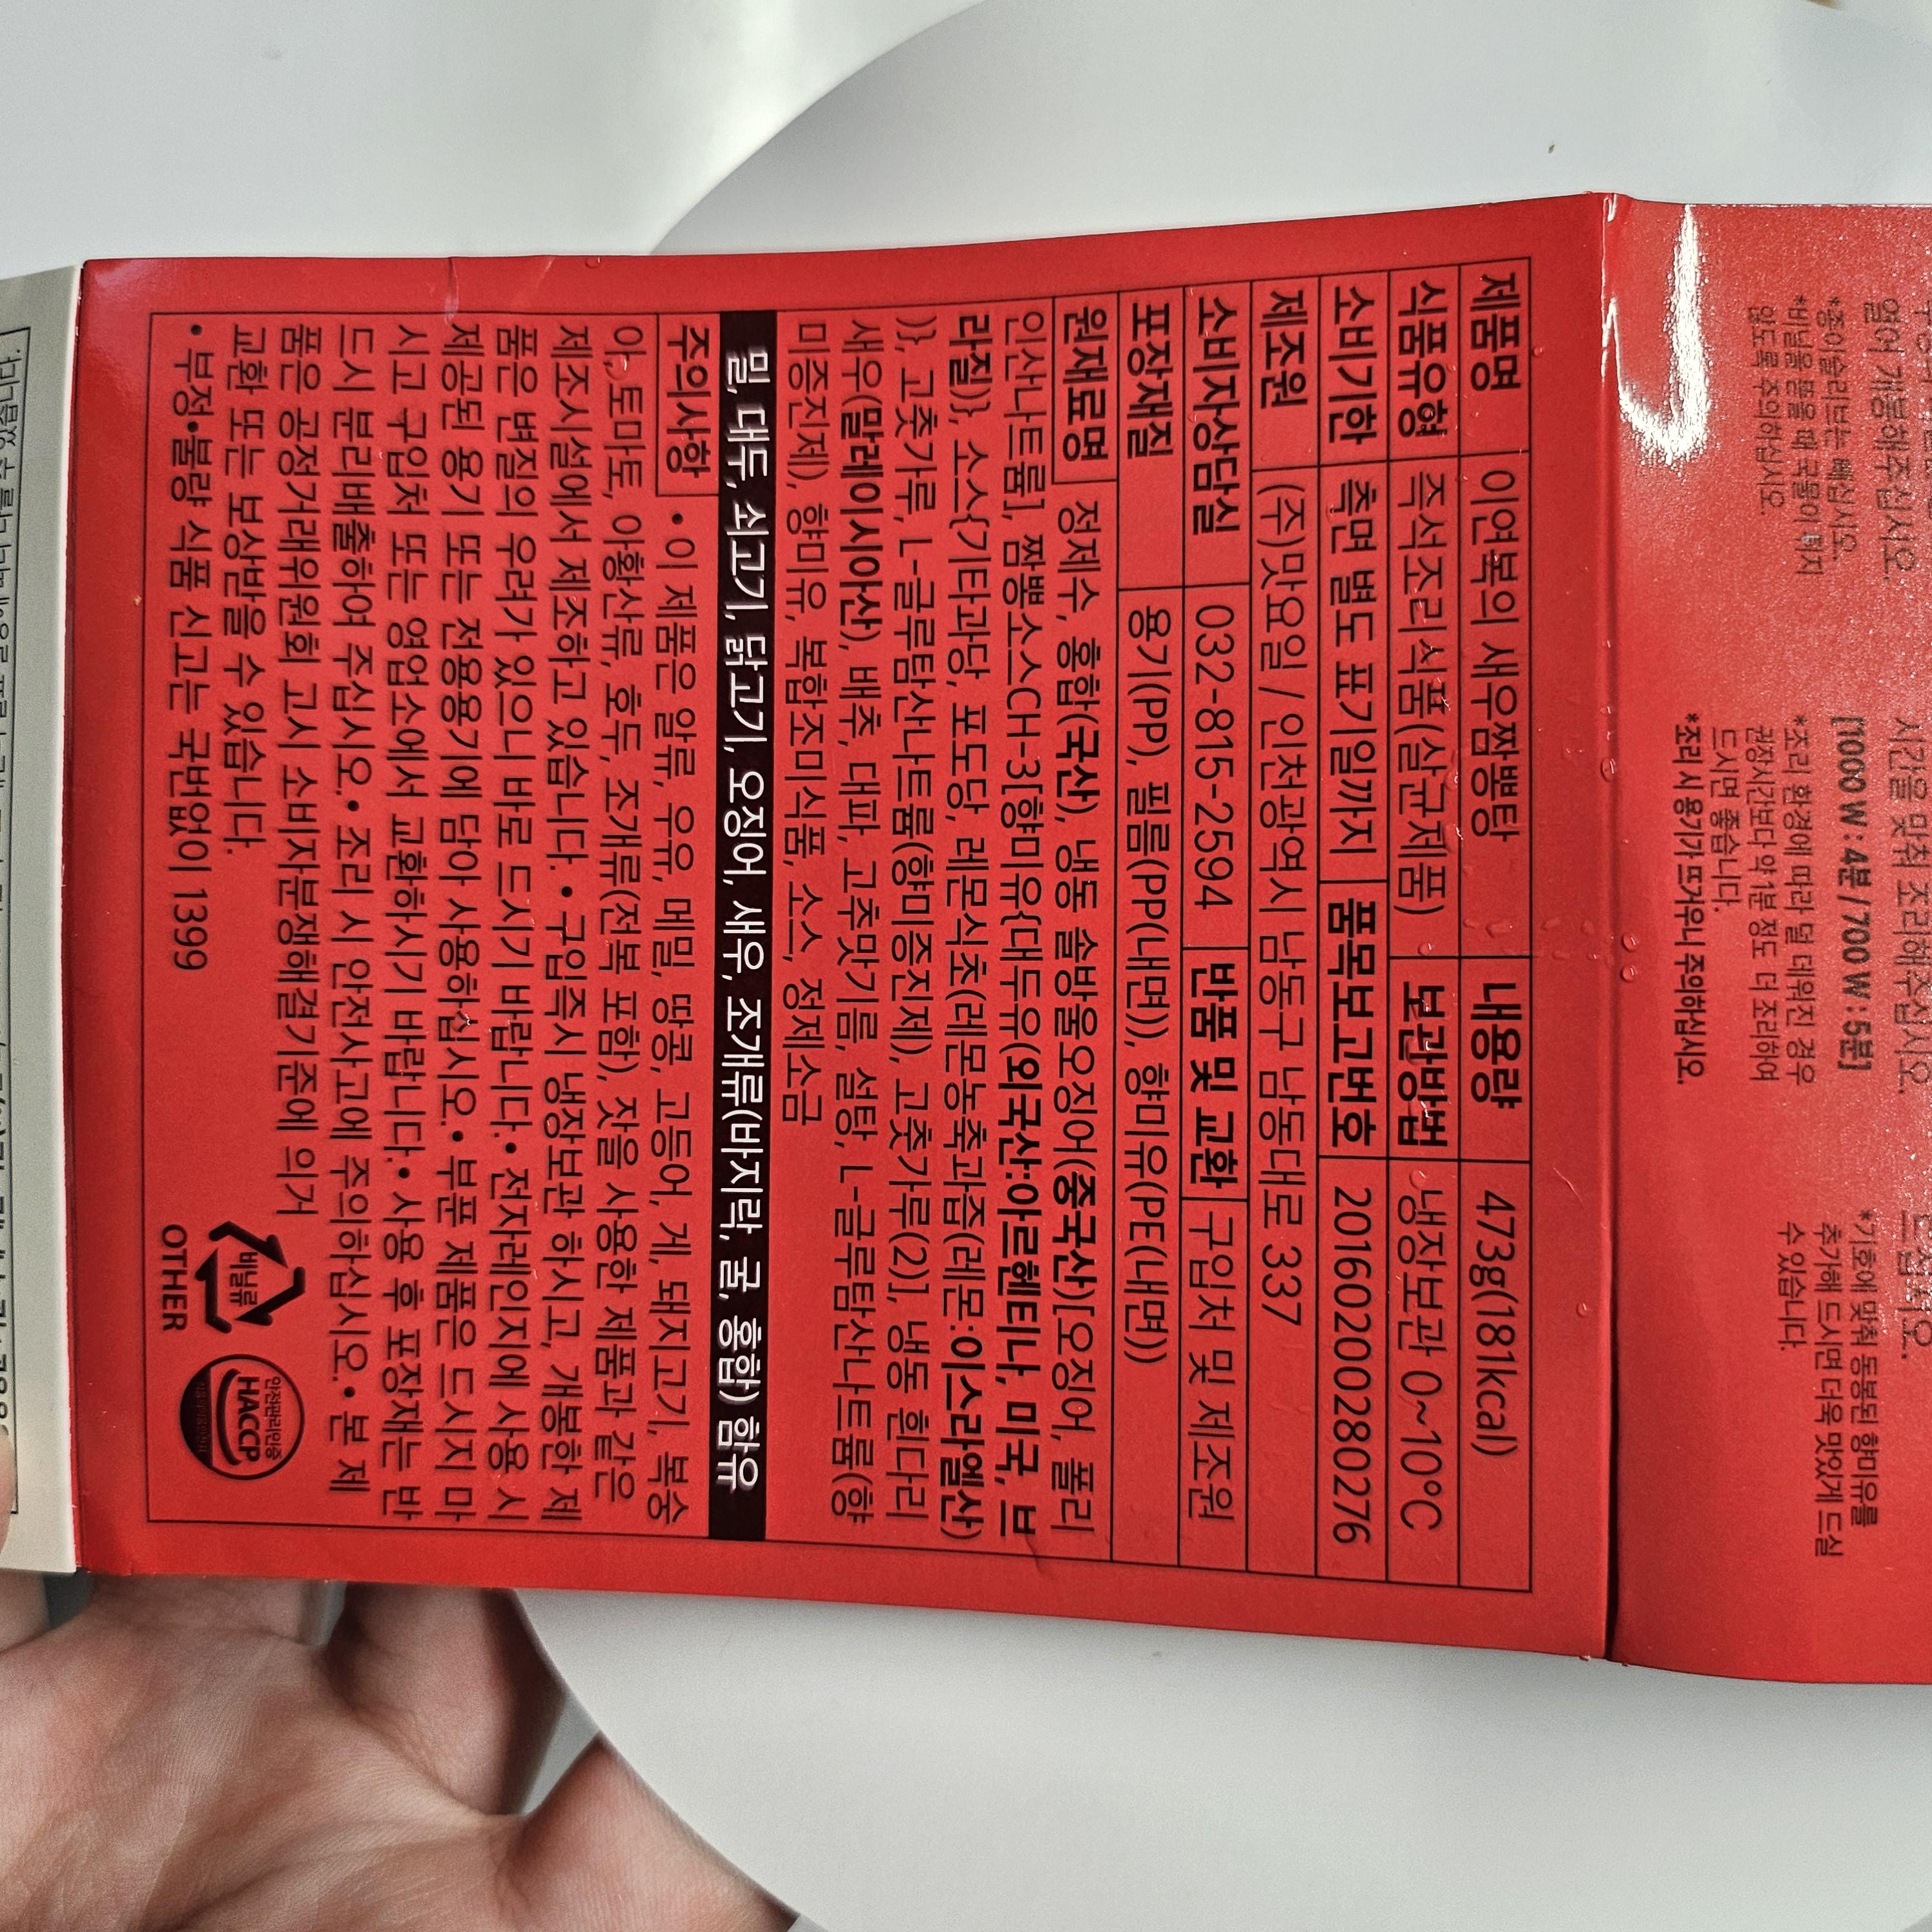 열어 개봉해주십시오.
*종이슬리브는 빼십시오.
*비닐을 뜯을 때 국물이 튀지
않도록 주의하십시오.
시간을 맞춰 조리해주십시오.
[1000 W : 4분 / 700 W : 5분]
*조리 환경에 따라 덜 데워진 경우
권장시간보다 약 1분 정도 더 조리하여
드시면 좋습니다.
*조리 시 용기가 뜨거우니 주의하십시오.
*기호에 맞춰 동봉된 향미유를
추가해 드시면 더욱 맛있게 드실
수 있습니다.
제품명 이연복의 새우짬뽕탕 내용량 473g(181kcal)
식품유형 즉석조리식품(살균제품) 보관방법 냉장보관 0~10℃
소비기한 측면 별도 표기일까지 품목보고번호 20160200280276
제조원 (주)맛요일 / 인천광역시 남동구 남동대로 337
소비자상담실 032-815-2594 반품 및 교환 구입처 및 제조원
포장재질 용기(PP), 필름(PP(내면)), 향미유(PE(내면))
원재료명 정제수, 홍합(국산), 냉동 솔방울오징어(중국산)[오징어, 폴리
인산나트륨], 짬뽕소스CH-3[향미유{대두유(외국산:아르헨티나, 미국, 브
라질)}, 소스{기타과당, 포도당, 레몬식초(레몬농축과즙(레몬:이스라엘산)
)}, 고춧가루, L-글루탐산나트륨(향미증진제), 고춧가루(2)], 냉동 흰다리
새우(말레이시아산), 배추, 대파, 고추맛기름, 설탕, L-글루탐산나트륨(향
미증진제), 향미유, 복합조미식품, 소스, 정제소금
밀, 대두, 쇠고기, 닭고기, 오징어, 새우, 조개류(바지락, 굴, 홍합) 함유
주의사항 • 이 제품은 알류, 우유, 메밀, 땅콩, 고등어, 게, 돼지고기, 복숭
아, 토마토, 아황산류, 호두, 조개류(전복 포함), 잣을 사용한 제품과 같은
제조시설에서 제조하고 있습니다. • 구입즉시 냉장보관 하시고, 개봉한 제
품은 변질의 우려가 있으니 바로 드시기 바랍니다. • 전자레인지에 사용 시
제공된 용기 또는 전용용기에 담아 사용하십시오. • 부푼 제품은 드시지 마
시고 구입처 또는 영업소에서 교환하시기 바랍니다. • 사용 후 포장재는 반
드시 분리배출하여 주십시오. • 조리 시 안전사고에 주의하십시오. • 본 제
품은 공정거래위원회 고시 소비자분쟁해결기준에 의거
교환 또는 보상받을 수 있습니다.
• 부정•불량 식품 신고는 국번없이 1399
비닐류
OTHER
안전관리인증
HACCP